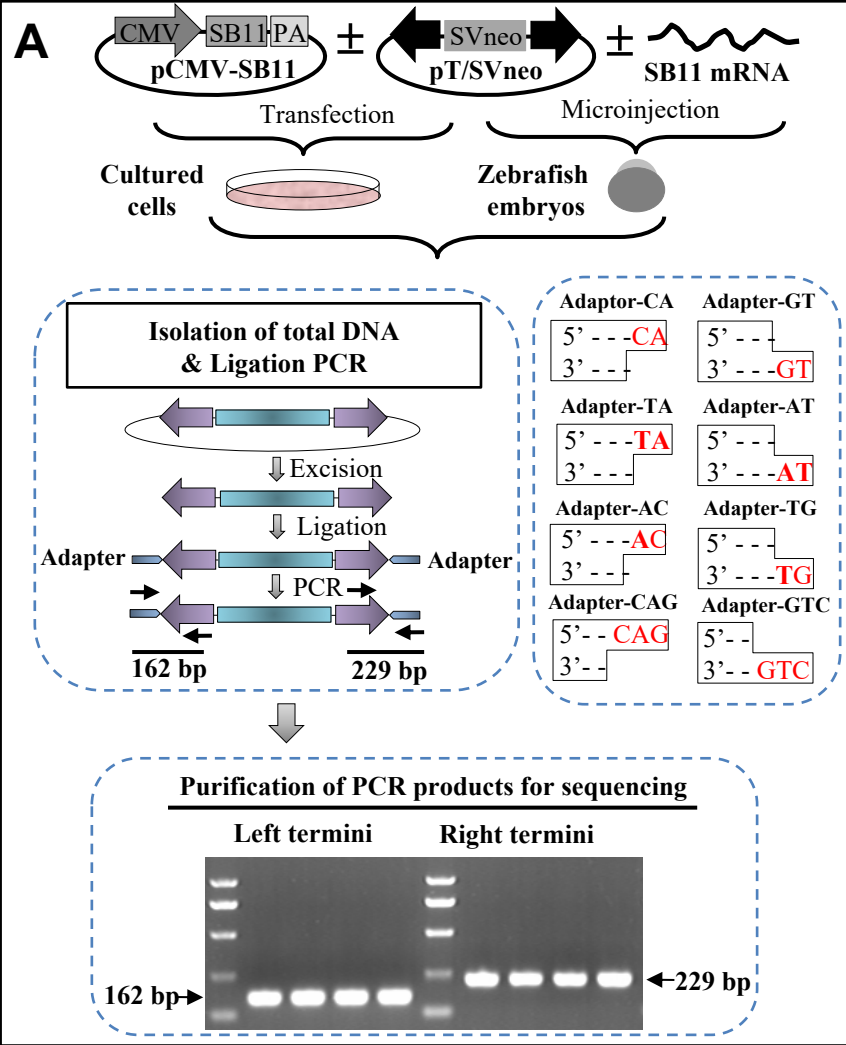 A
CMV SB11 PA ± SVneo ±
pCMV-SB11 pT/SVneo SB11 mRNA
Transfection Microinjection
Cultured
cells
Zebrafish
embryos
Isolation of total DNA
& Ligation PCR
Excision
Ligation
Adapter Adapter
PCR
162 bp 229 bp
Adaptor-CA Adapter-GT
5’ - - -CA 5’ - - -
3’ - - - 3’ - - -GT
Adapter-TA Adapter-AT
5’ - - -TA 5’ - - -
3’ - - - 3’ - - -AT
Adapter-AC Adapter-TG
5’ - - -AC 5’ - - -
3’ - - - 3’ - - -TG
Adapter-CAG Adapter-GTC
5’ - - CAG 5’ - -
3’ - - 3’ - - GTC
Purification of PCR products for sequencing
Left termini Right termini
162 bp 229 bp